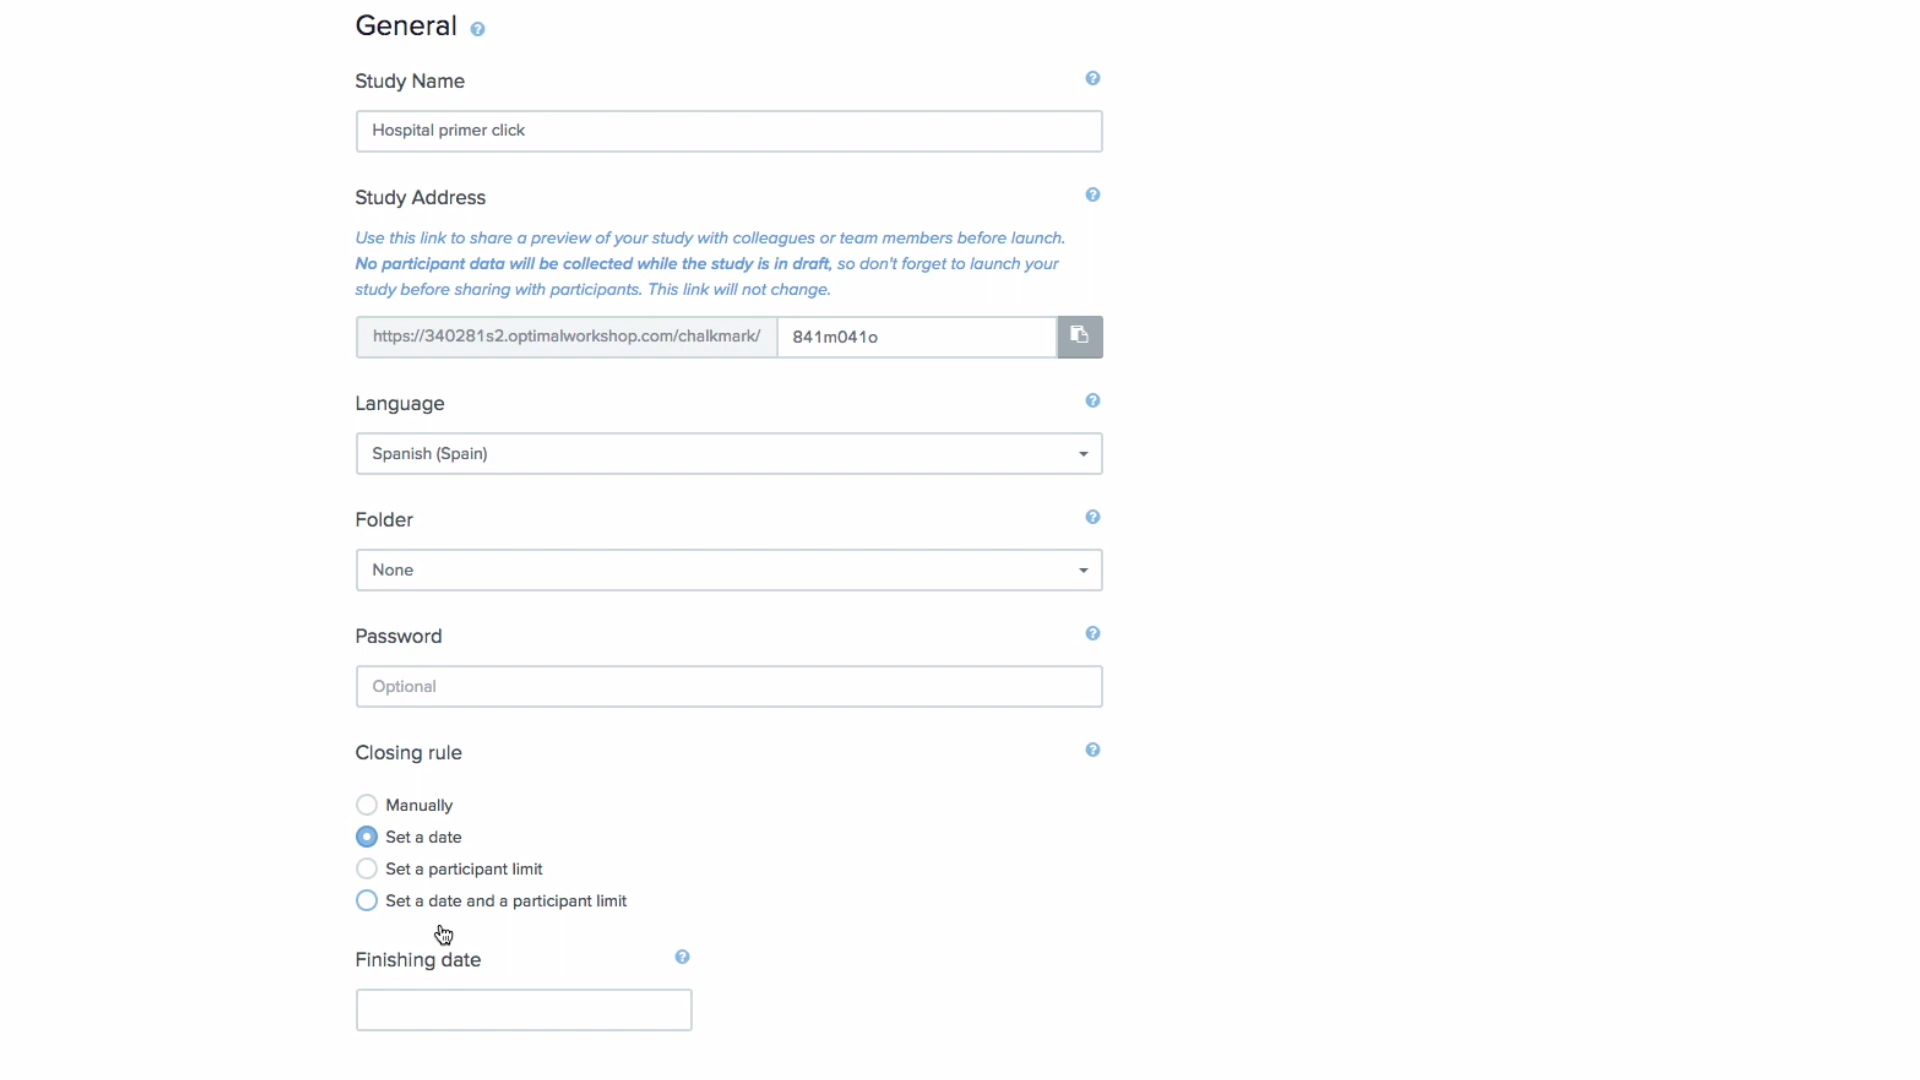 General
Study Name
Hospital primer click
Study Address
Use this link to share a preview of your study with colleagues or team members before launch.
No participant data will be collected while the study is in draft, so don't forget to launch your
study before sharing with participants. This link will not change.
https://340281s2.optimalworkshop.com/chalkmark/ 841m041o
Language
Spanish (Spain)
Folder
None
Password
Optional
Closing rule
Manually
Set a date
Set a participant limit
Set a date and a participant limit
Finishing date